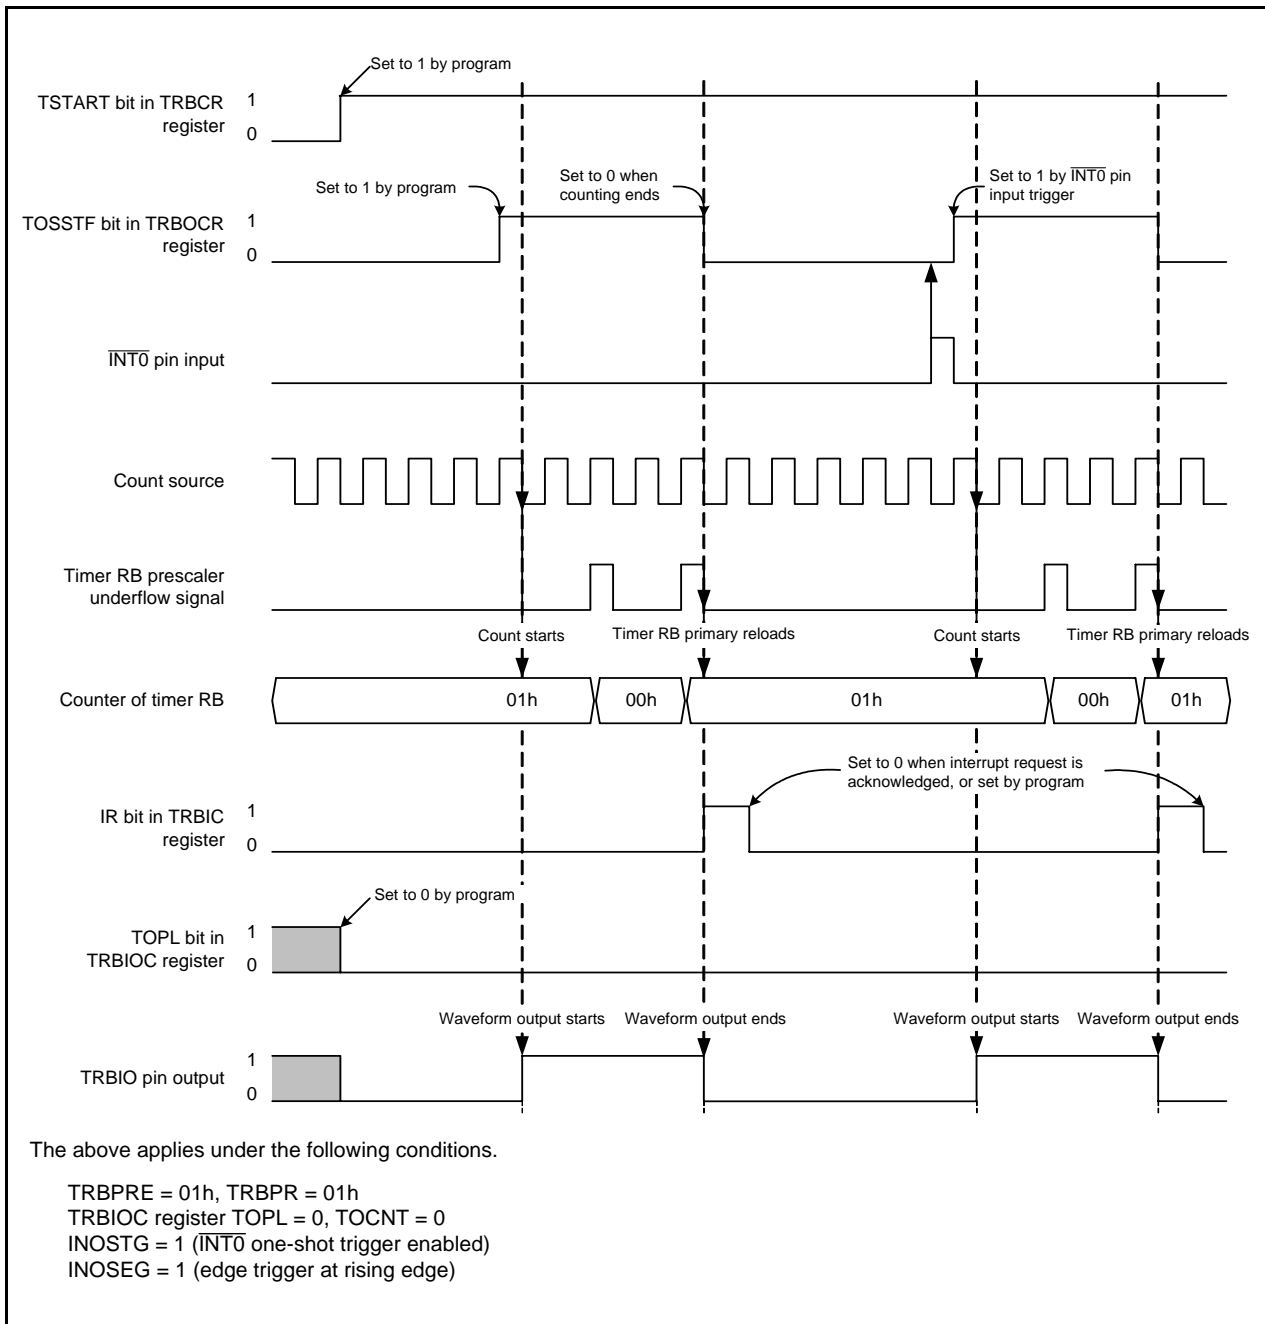 Set to 1 by program
TSTART bit in TRBCR
register
1
0
Set to 1 by program
Set to 0 when
counting ends
Set to 1 by INT0 pin
input trigger
TOSSTF bit in TRBOCR
register
1
0
INT0 pin input
Count source
Timer RB prescaler
underflow signal
Count starts
Timer RB primary reloads
Count starts
Timer RB primary reloads
Counter of timer RB
01h
00h
01h
00h
01h
Set to 0 when interrupt request is
acknowledged, or set by program
IR bit in TRBIC
register
1
0
Set to 0 by program
TOPL bit in
TRBIOC register
1
0
Waveform output starts
Waveform output ends
Waveform output starts
Waveform output ends
TRBIO pin output
1
0
The above applies under the following conditions.
TRBPRE = 01h, TRBPR = 01h
TRBIOC register TOPL = 0, TOCNT = 0
INOSTG = 1 (INT0 one-shot trigger enabled)
INOSEG = 1 (edge trigger at rising edge)